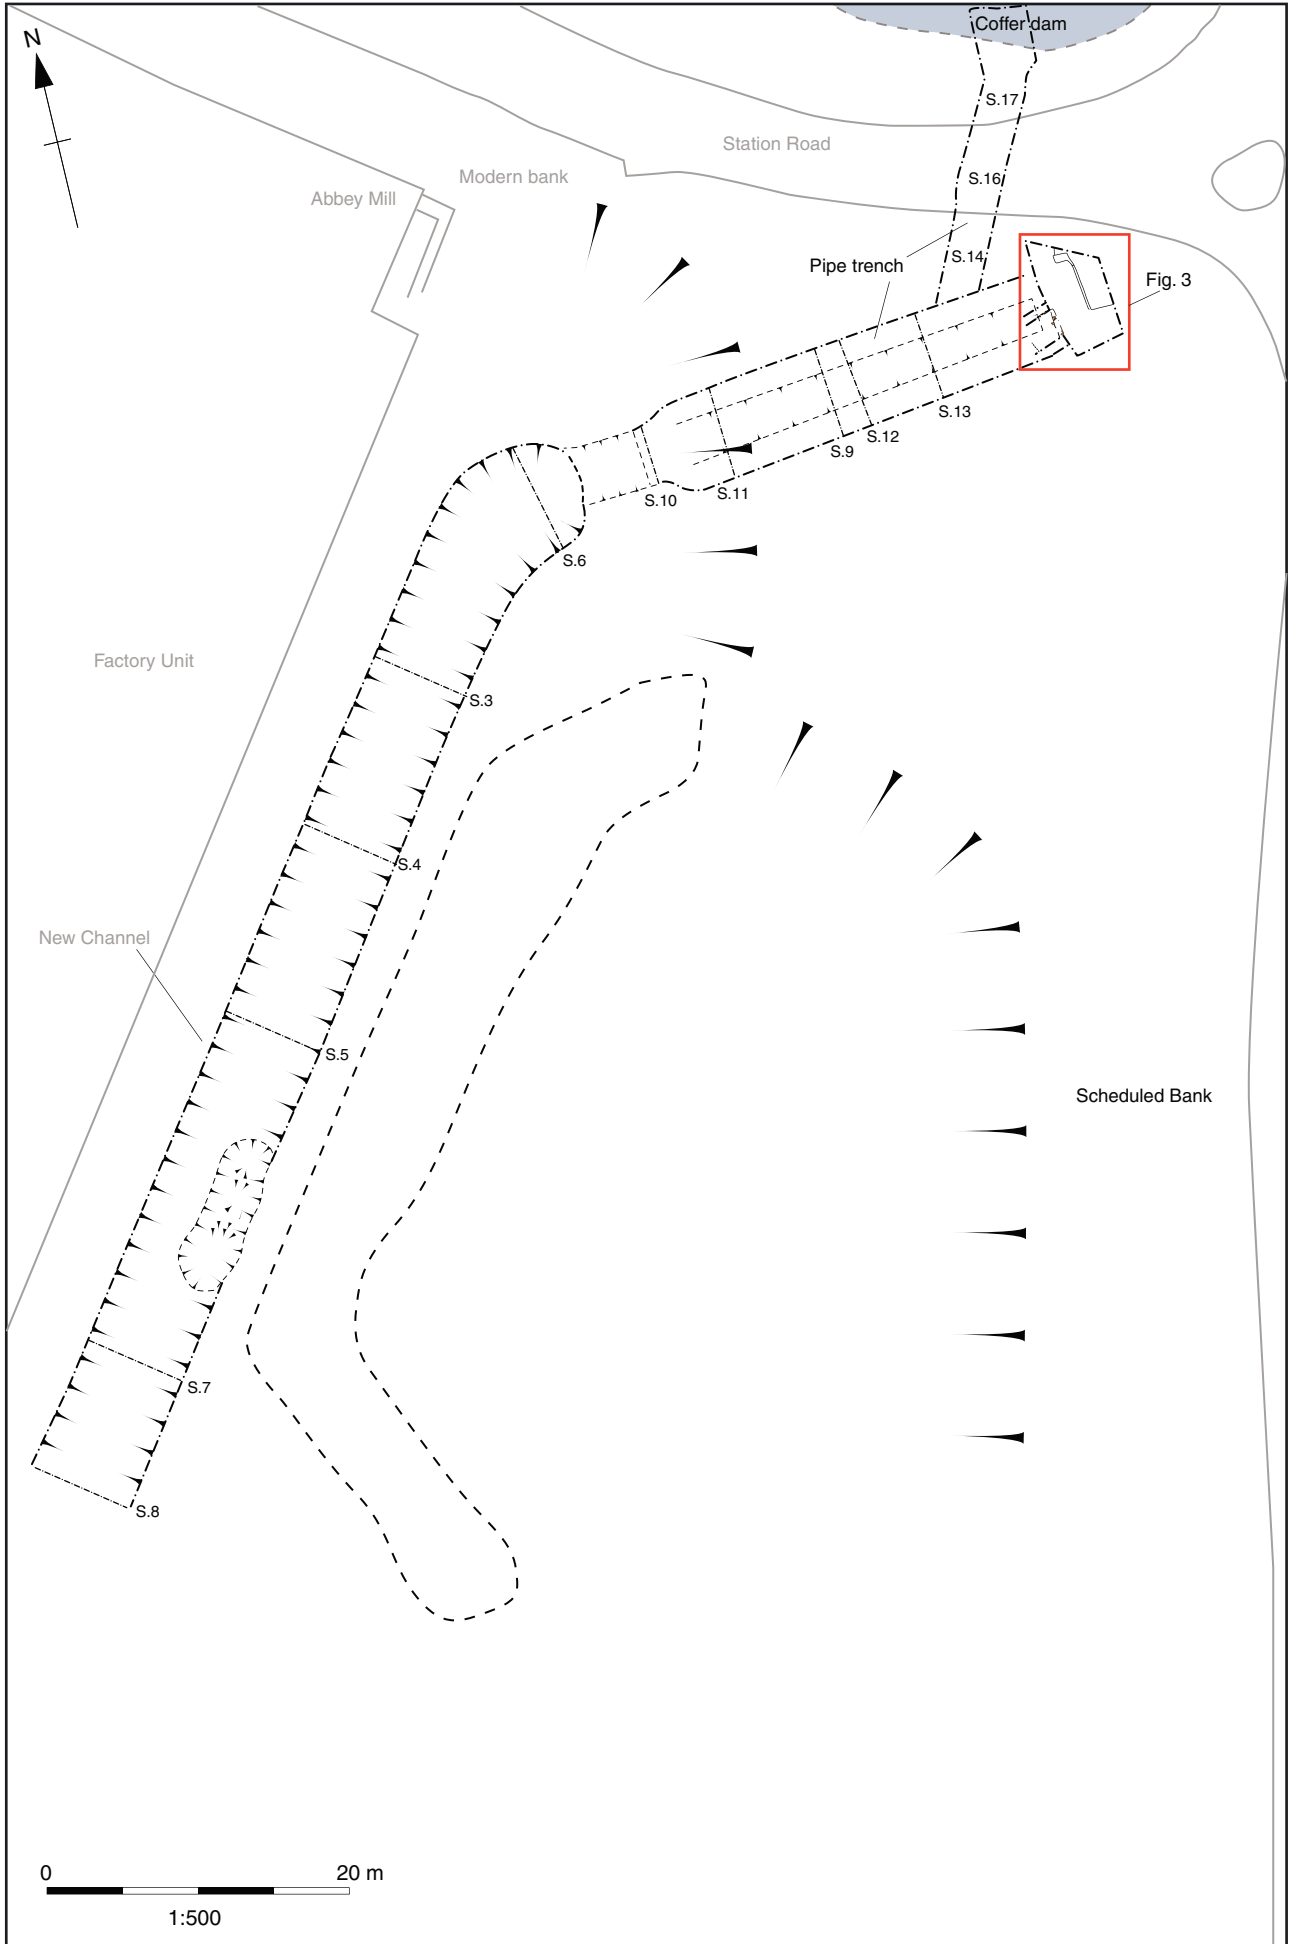 Coffer dam
N
S.17
Station Road
Modern bank
S.16
Abbey Mill
S.14
Pipe trench
Fig. 3
S.13
S.12
S.9
S.11
S.10
S.6
Factory Unit
S.3
S.4
New Channel
S.5
Scheduled Bank
S.7
S.8
0
20 m
1:500